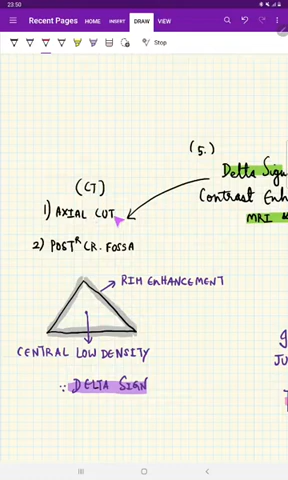 23:50
Recent Pages
HOME
INSERT
DRAW
VIEW
Stop
(5.)
Delta Sign
Contrast Enh
MRI
(CT)
1) AXIAL CUT
2) POSTR CR. FOSSA
RIM ENHANCEMENT
CENTRAL LOW DENSITY
∵ DELTA SIGN
JU